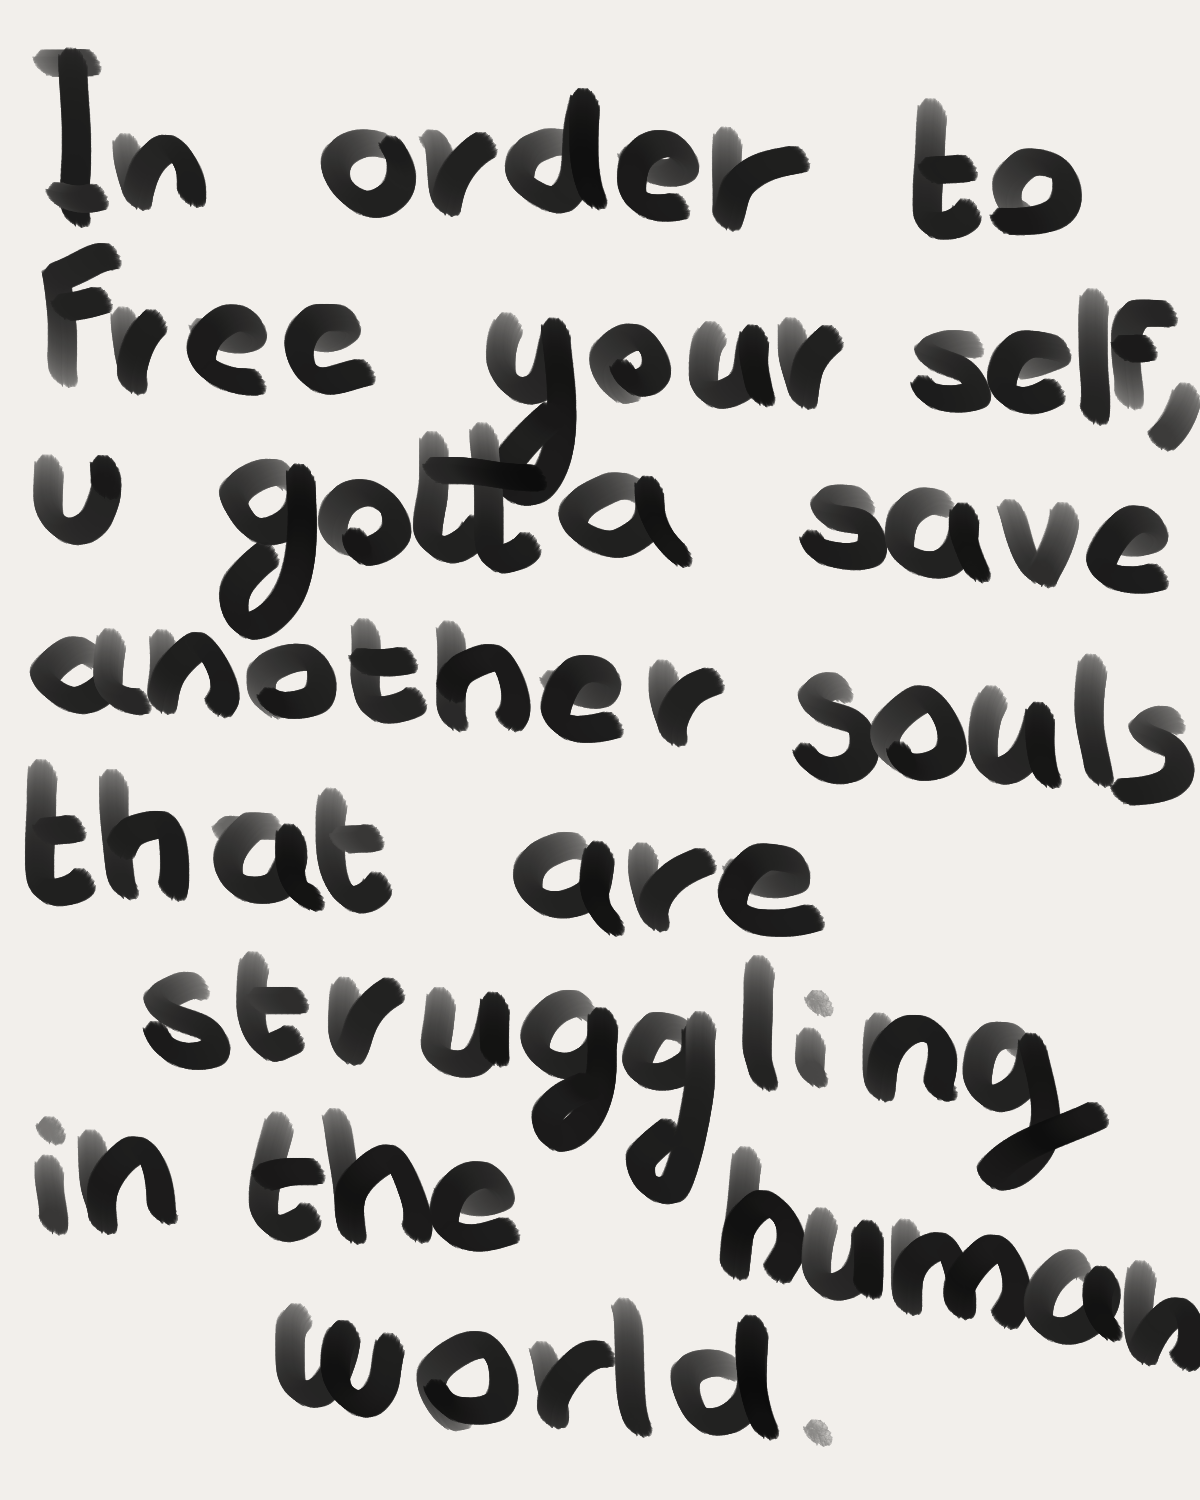 In order to
Free your self,
u gotta save
another souls
that are
struggling
in the human
world.